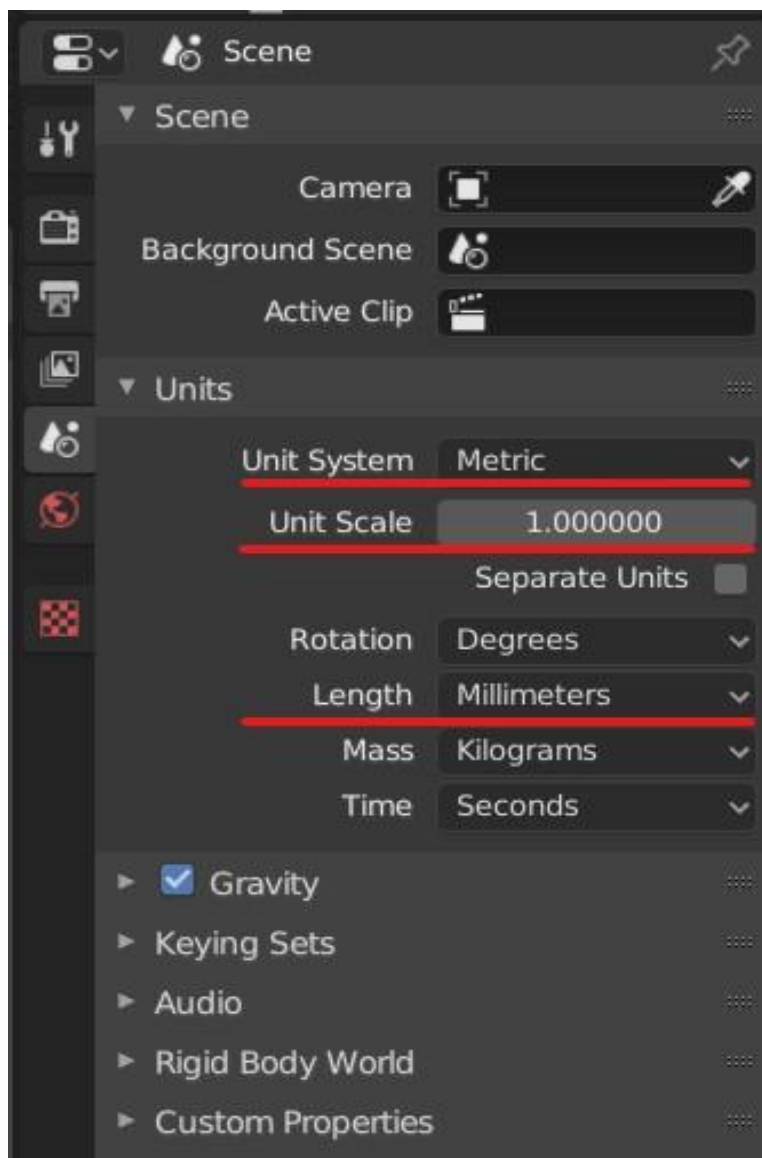 Scene
Scene
Camera
Background Scene
Active Clip
Units
Unit System Metric
Unit Scale 1.000000
Separate Units
Rotation Degrees
Length Millimeters
Mass Kilograms
Time Seconds
Gravity
Keying Sets
Audio
Rigid Body World
Custom Properties